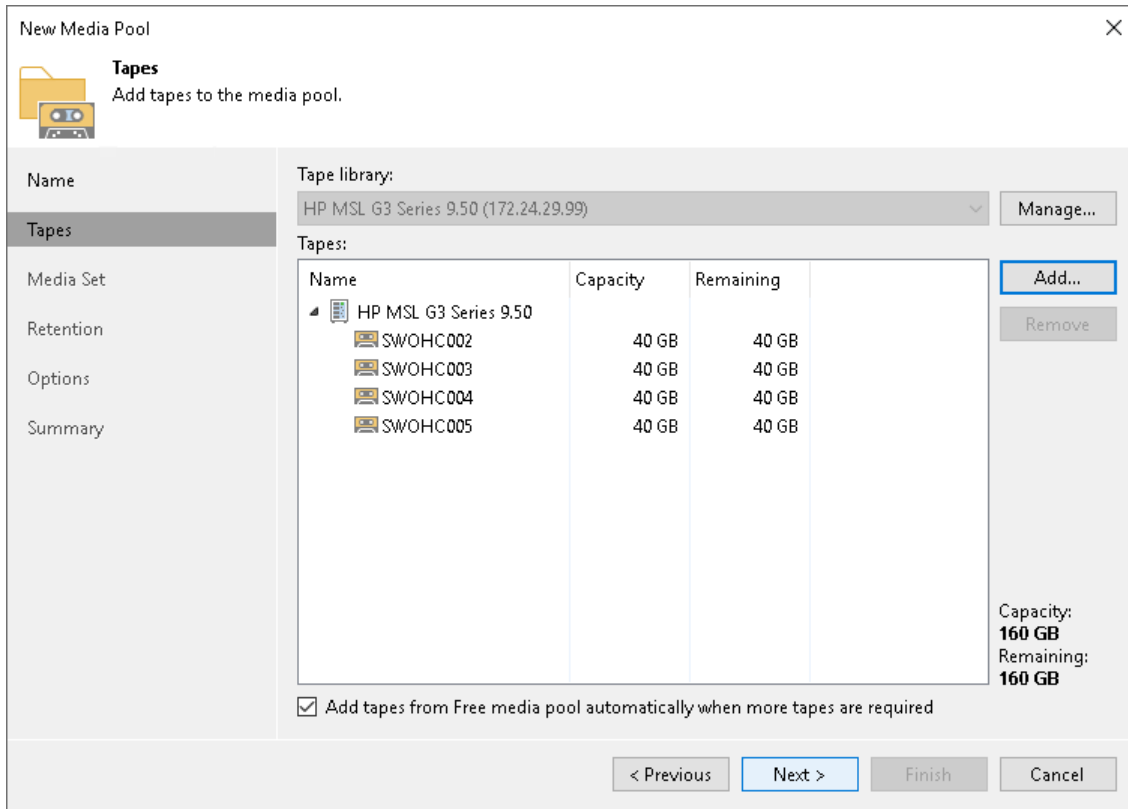 New Media Pool
Tapes
Add tapes to the media pool.
Name
Tapes
Media Set
Retention
Options
Summary
Tape library:
HP MSL G3 Series 9.50 (172.24.29.99)
Manage...
Tapes:
Name Capacity Remaining
HP MSL G3 Series 9.50
SWOHC002 40 GB 40 GB
SWOHC003 40 GB 40 GB
SWOHC004 40 GB 40 GB
SWOHC005 40 GB 40 GB
Add...
Remove
Capacity:
160 GB
Remaining:
160 GB
Add tapes from Free media pool automatically when more tapes are required
< Previous Next > Finish Cancel